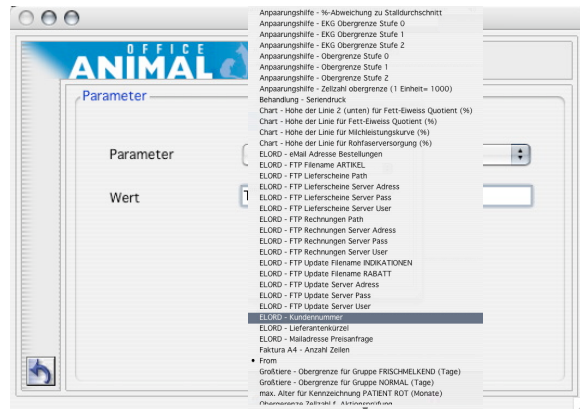 OFFICE
ANIMAL
Parameter
Parameter
Wert
T
Anpaarungshilfe - %-Abweichung zu Stalldurchschnitt
Anpaarungshilfe - EKG Obergrenze Stufe 0
Anpaarungshilfe - EKG Obergrenze Stufe 1
Anpaarungshilfe - EKG Obergrenze Stufe 2
Anpaarungshilfe - Obergrenze Stufe 0
Anpaarungshilfe - Obergrenze Stufe 1
Anpaarungshilfe - Obergrenze Stufe 2
Anpaarungshilfe - Zellzahl obergrenze (1 Einheit= 1000)
Behandlung - Seriendruck
Chart - Höhe der Linie 2 (unten) für Fett-Eiweiss Quotient (%)
Chart - Höhe der Linie für Fett-Eiweiss Quotient (%)
Chart - Höhe der Linie für Milchleistungskurve (%)
Chart - Höhe der Linie für Rohfaserversorgung (%)
ELORD - eMail Adresse Bestellungen
ELORD - FTP Filename ARTIKEL
ELORD - FTP Lieferscheine Path
ELORD - FTP Lieferscheine Server Adress
ELORD - FTP Lieferscheine Server Pass
ELORD - FTP Lieferscheine Server User
ELORD - FTP Rechnungen Path
ELORD - FTP Rechnungen Server Adress
ELORD - FTP Rechnungen Server Pass
ELORD - FTP Rechnungen Server User
ELORD - FTP Update Filename INDIKATIONEN
ELORD - FTP Update Filename RABATT
ELORD - FTP Update Server Adress
ELORD - FTP Update Server Pass
ELORD - FTP Update Server User
ELORD - Kundennummer
ELORD - Lieferantenkürzel
ELORD - Mailadresse Preisanfrage
Faktura A4 - Anzahl Zeilen
• From
Großtiere - Obergrenze für Gruppe FRISCHMELKEND (Tage)
Großtiere - Obergrenze für Gruppe NORMAL (Tage)
max. Alter für Kennzeichnung PATIENT ROT (Monate)
Obergerenze Zellzahl f. Aktionsprüfung